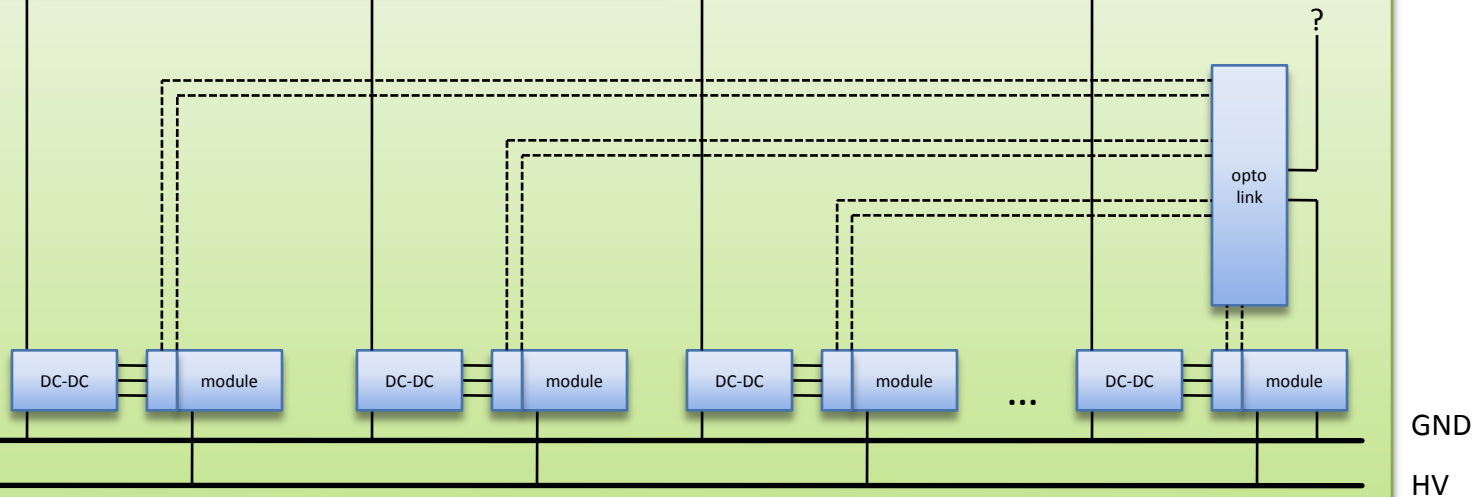 ?
opto
link
DC-DC
module
DC-DC
module
DC-DC
module
...
DC-DC
module
GND
HV